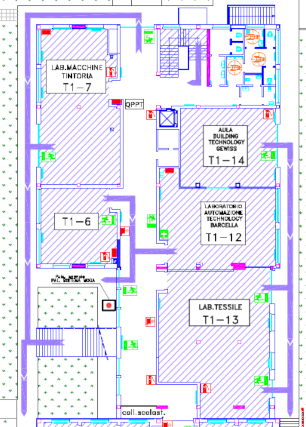 LAB.MACCHINE
TINTORIA
T1-7
QPPT
AULA
BUILDING
TECHNOLOGY
GEWISS
T1-14
T1-6
LABORATORIO
AUTOMAZIONE
TECHNOLOGY
BARCELLA
T1-12
LAB.TESSILE
T1-13
coll.scolast.